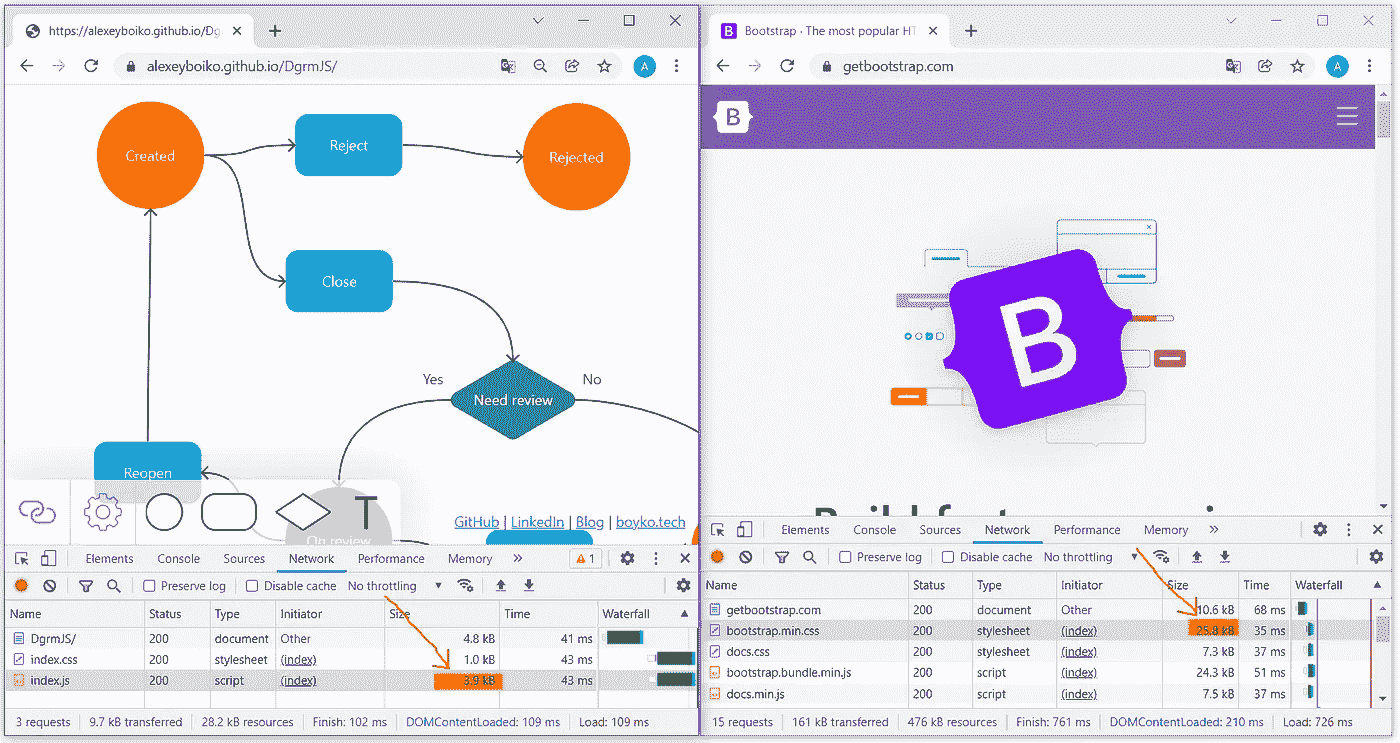 https://alexeyboiko.github.io/Dg
alexeyboiko.github.io/DgrmJS/
A
Created
Reject
Rejected
Close
Yes
No
Need review
Reopen
T
On review
GitHub | LinkedIn | Blog | boyko.tech
Elements Console Sources Network Performance Memory » 1
Preserve log Disable cache No throttling
Name Status Type Initiator Size Time Waterfall
DgrmJS/ 200 document Other 4.8 kB 41 ms
index.css 200 stylesheet (index) 1.0 kB 43 ms
index.js 200 script (index) 3.9 kB 43 ms
3 requests 9.7 kB transferred 28.2 kB resources Finish: 102 ms DOMContentLoaded: 109 ms Load: 109 ms
B Bootstrap · The most popular HT
getbootstrap.com
A
B
B
Elements Console Sources Network Performance Memory »
Preserve log Disable cache No throttling
Name Status Type Initiator Size Time Waterfall
getbootstrap.com 200 document Other 10.6 kB 68 ms
bootstrap.min.css 200 stylesheet (index) 25.8 kB 35 ms
docs.css 200 stylesheet (index) 7.3 kB 37 ms
bootstrap.bundle.min.js 200 script (index) 24.3 kB 51 ms
docs.min.js 200 script (index) 7.5 kB 37 ms
15 requests 161 kB transferred 476 kB resources Finish: 761 ms DOMContentLoaded: 210 ms Load: 726 ms